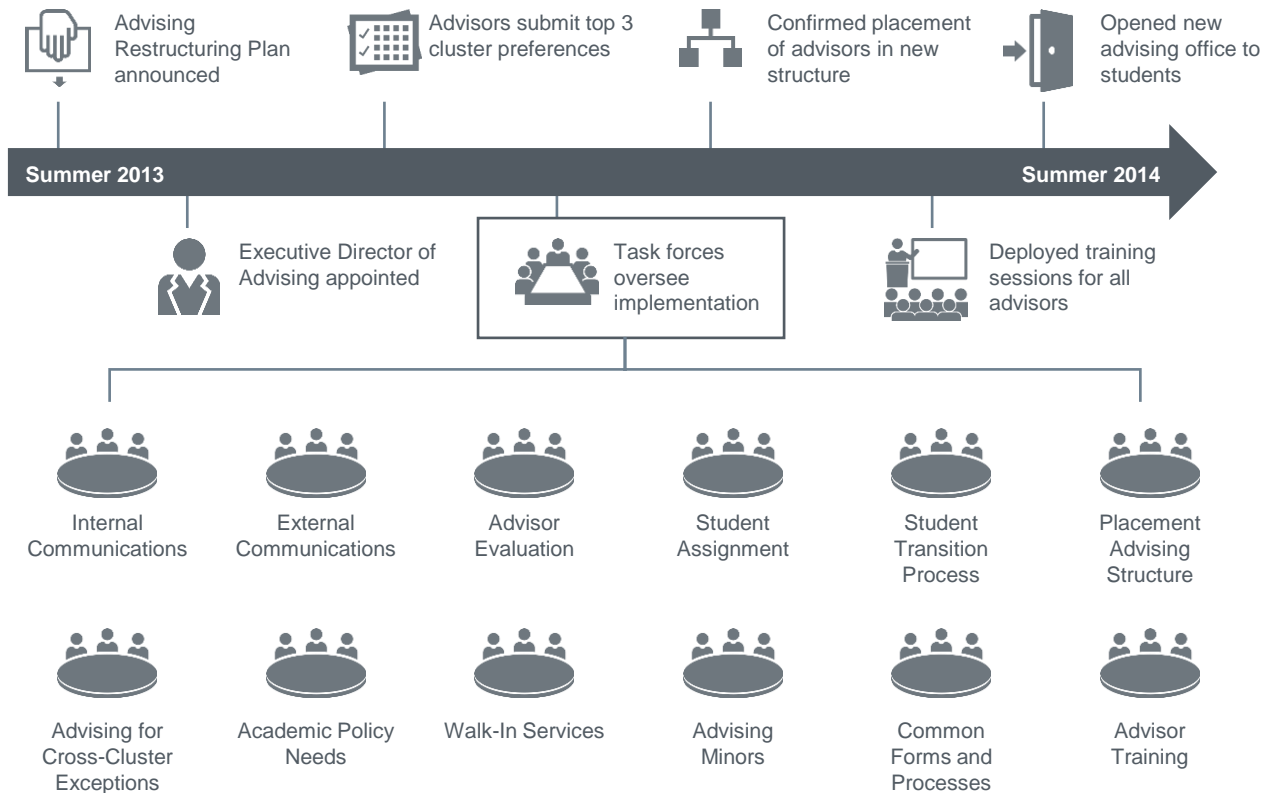 Advising
Restructuring Plan
announced
Advisors submit top 3
cluster preferences
Confirmed placement
of advisors in new
structure
Opened new
advising office to
students
Summer 2013
Summer 2014
Executive Director of
Advising appointed
Task forces
oversee
implementation
Deployed training
sessions for all
advisors
Internal
Communications
External
Communications
Advisor
Evaluation
Student
Assignment
Student
Transition
Process
Placement
Advising
Structure
Advising for
Cross-Cluster
Exceptions
Academic Policy
Needs
Walk-In Services
Advising
Minors
Common
Forms and
Processes
Advisor
Training